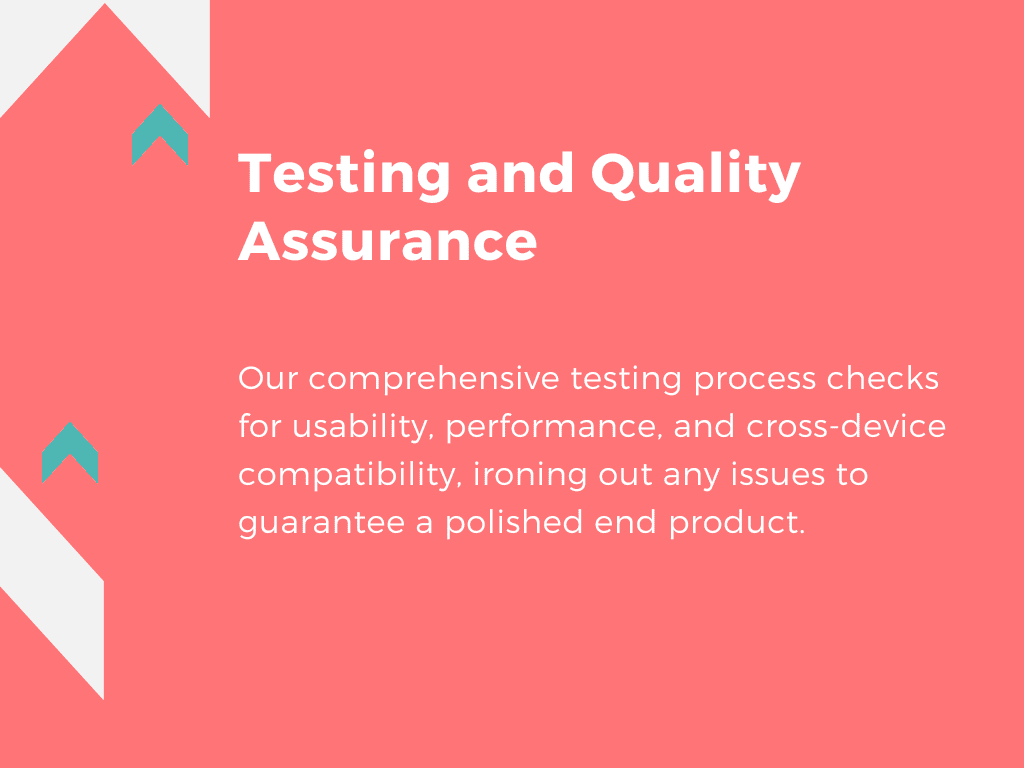 Testing and Quality
Assurance
Our comprehensive testing process checks
for usability, performance, and cross-device
compatibility, ironing out any issues to
guarantee a polished end product.